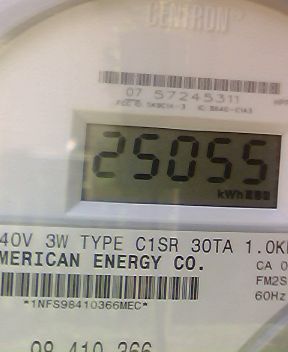 CENTRON
07 57245311
25055
kWh
40V 3W TYPE C1SR 30TA 1.0K
MERICAN ENERGY CO.
CA 0
FM2S
60Hz
*1NFS98410366MEC*
98 410 366